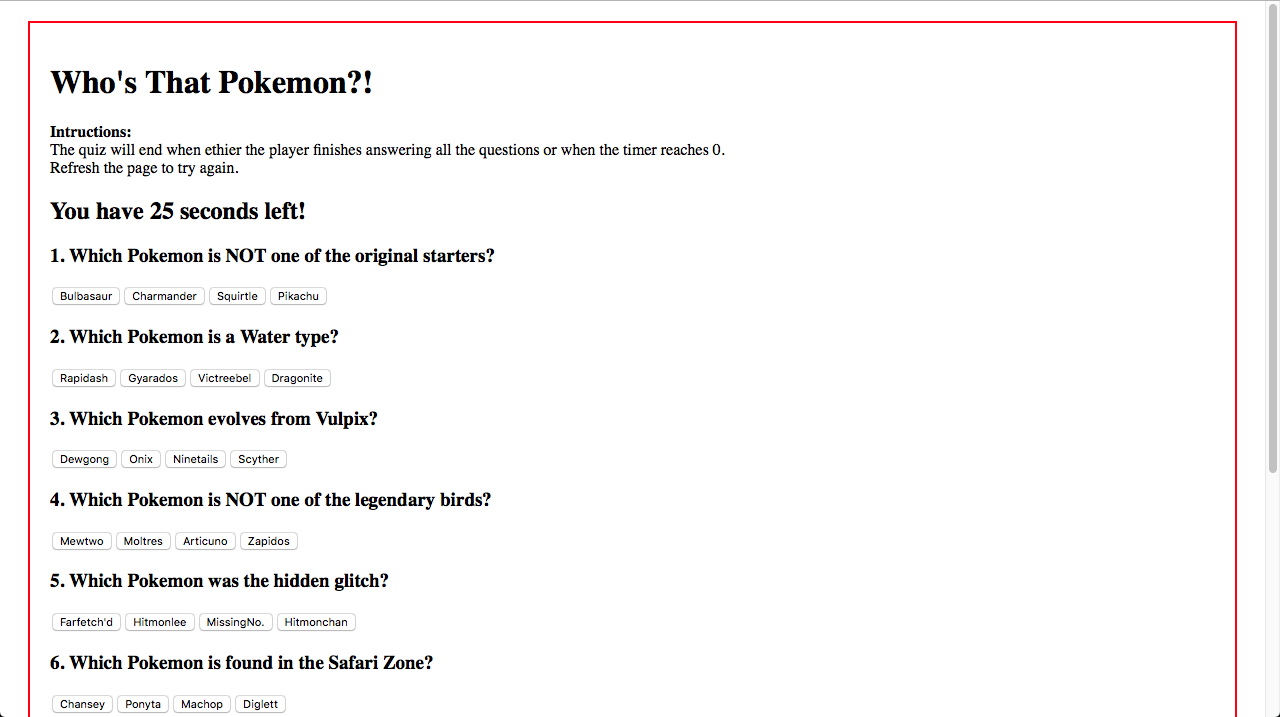 Who's That Pokemon?!
Intructions:
The quiz will end when ethier the player finishes answering all the questions or when the timer reaches 0.
Refresh the page to try again.
You have 25 seconds left!
1. Which Pokemon is NOT one of the original starters?
Bulbasaur Charmander Squirtle Pikachu
2. Which Pokemon is a Water type?
Rapidash Gyarados Victreebel Dragonite
3. Which Pokemon evolves from Vulpix?
Dewgong Onix Ninetails Scyther
4. Which Pokemon is NOT one of the legendary birds?
Mewtwo Moltres Articuno Zapidos
5. Which Pokemon was the hidden glitch?
Farfetch'd Hitmonlee MissingNo. Hitmonchan
6. Which Pokemon is found in the Safari Zone?
Chansey Ponyta Machop Diglett